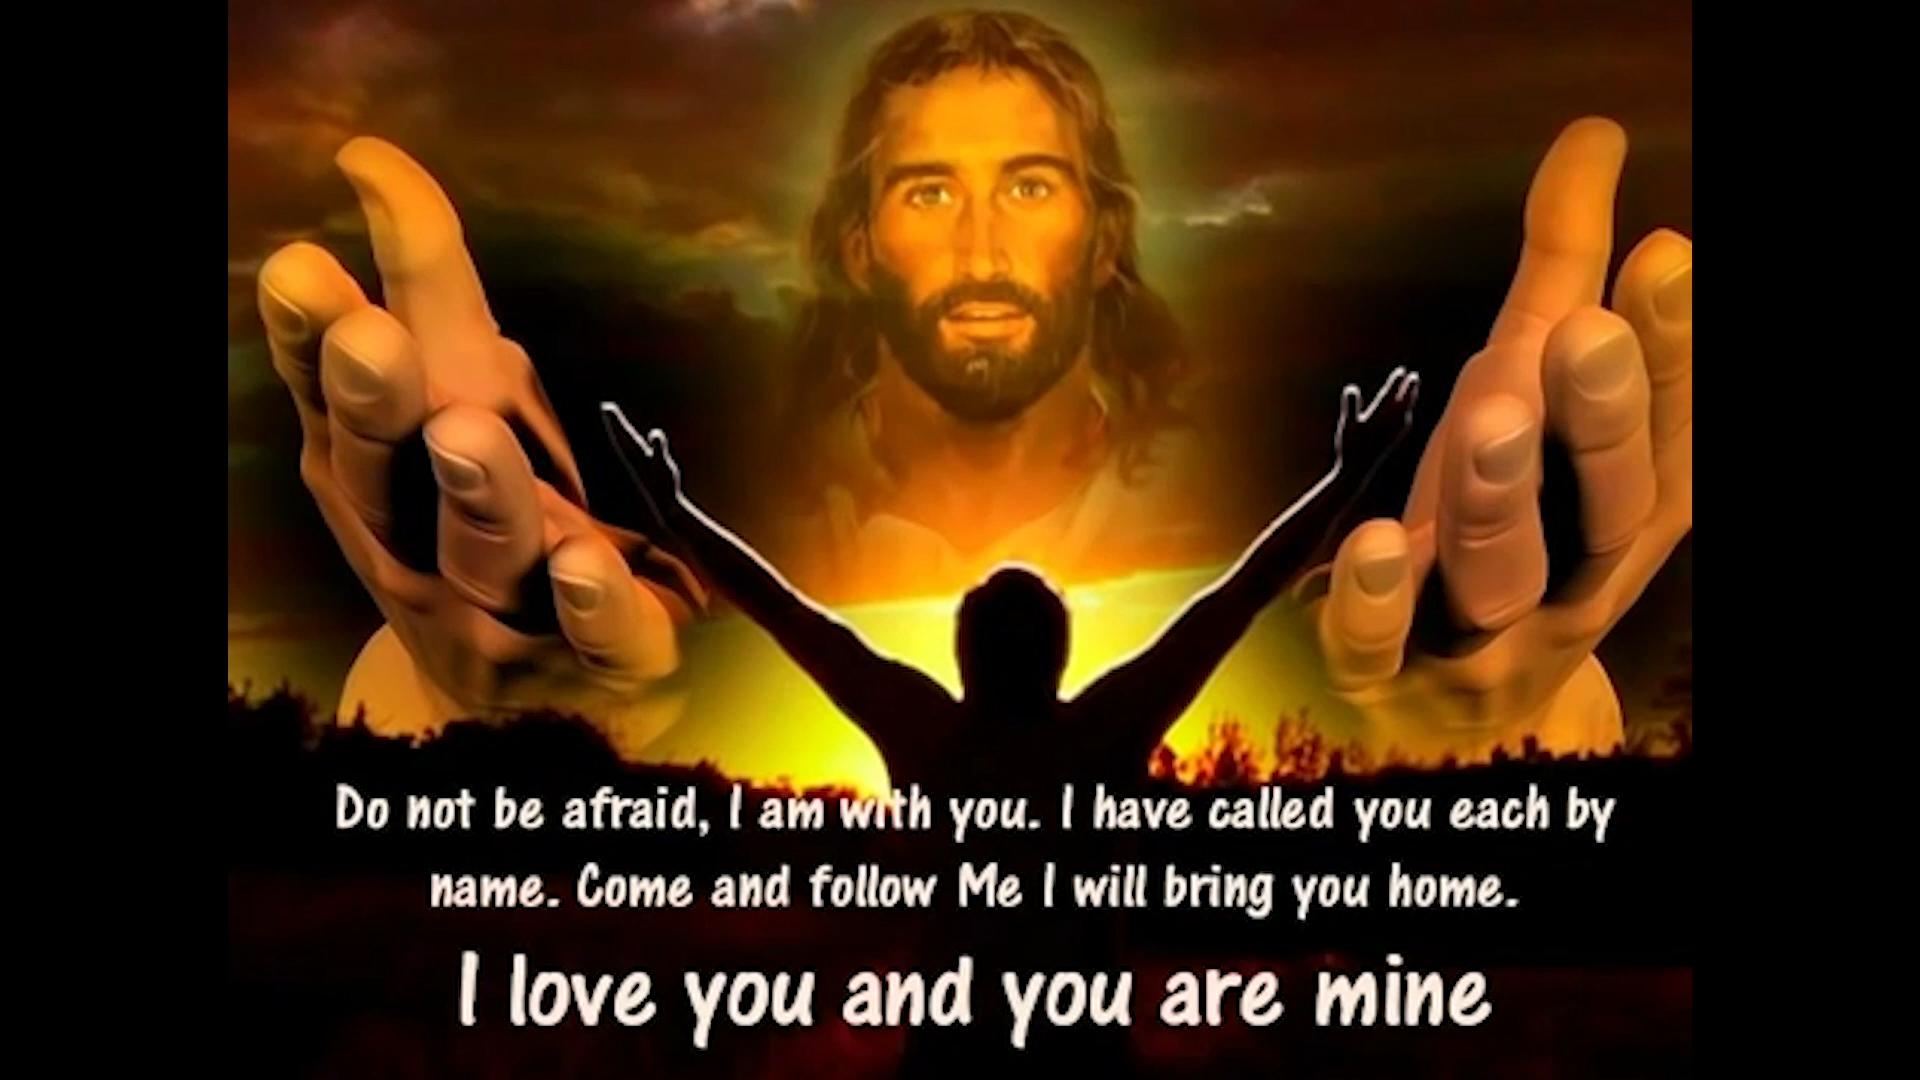 Do not be afraid, I am with you. I have called you each by
name. Come and follow Me I will bring you home.
I love you and you are mine